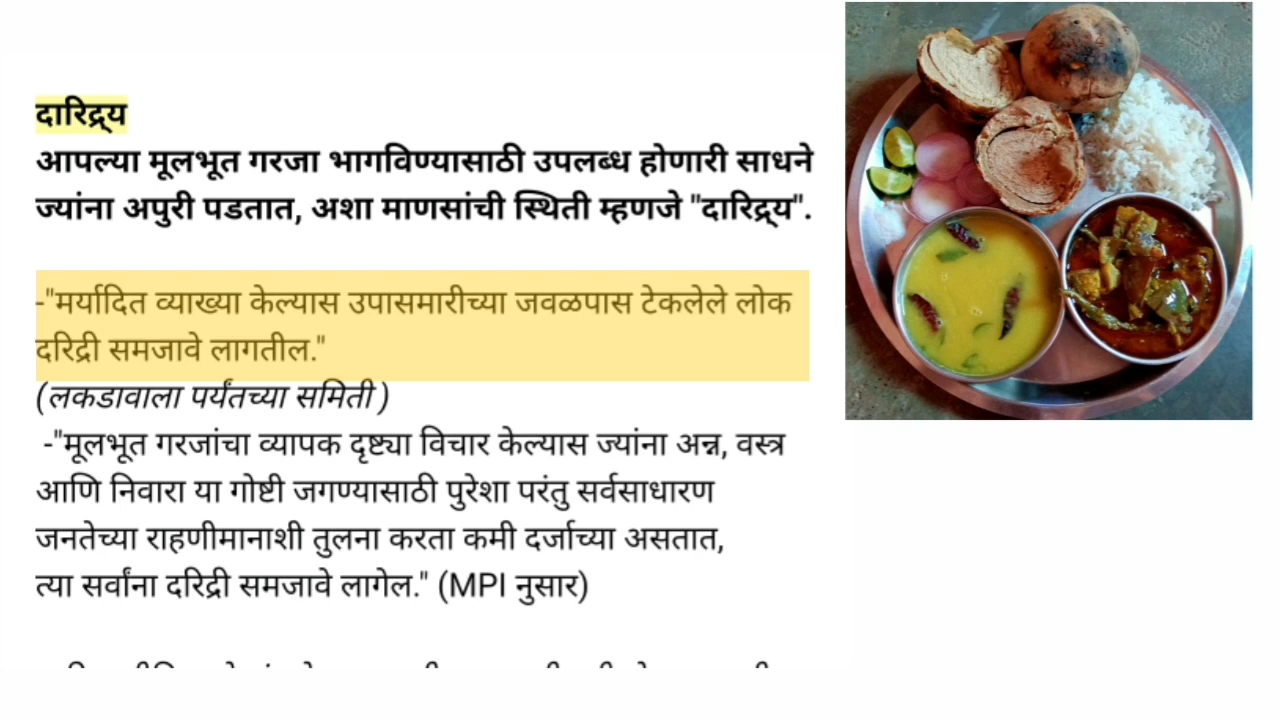 दारिद्र्य
आपल्या मूलभूत गरजा भागविण्यासाठी उपलब्ध होणारी साधने
ज्यांना अपुरी पडतात, अशा माणसांची स्थिती म्हणजे "दारिद्र्य".
-"मर्यादित व्याख्या केल्यास उपासमारीच्या जवळपास टेकलेले लोक
दरिद्री समजावे लागतील."
(लकडावाला पर्यंतच्या समिती )
-"मूलभूत गरजांचा व्यापक दृष्ट्या विचार केल्यास ज्यांना अन्न, वस्त्र
आणि निवारा या गोष्टी जगण्यासाठी पुरेशा परंतु सर्वसाधारण
जनतेच्या राहणीमानाशी तुलना करता कमी दर्जाच्या असतात,
त्या सर्वांना दरिद्री समजावे लागेल." (MPI नुसार)